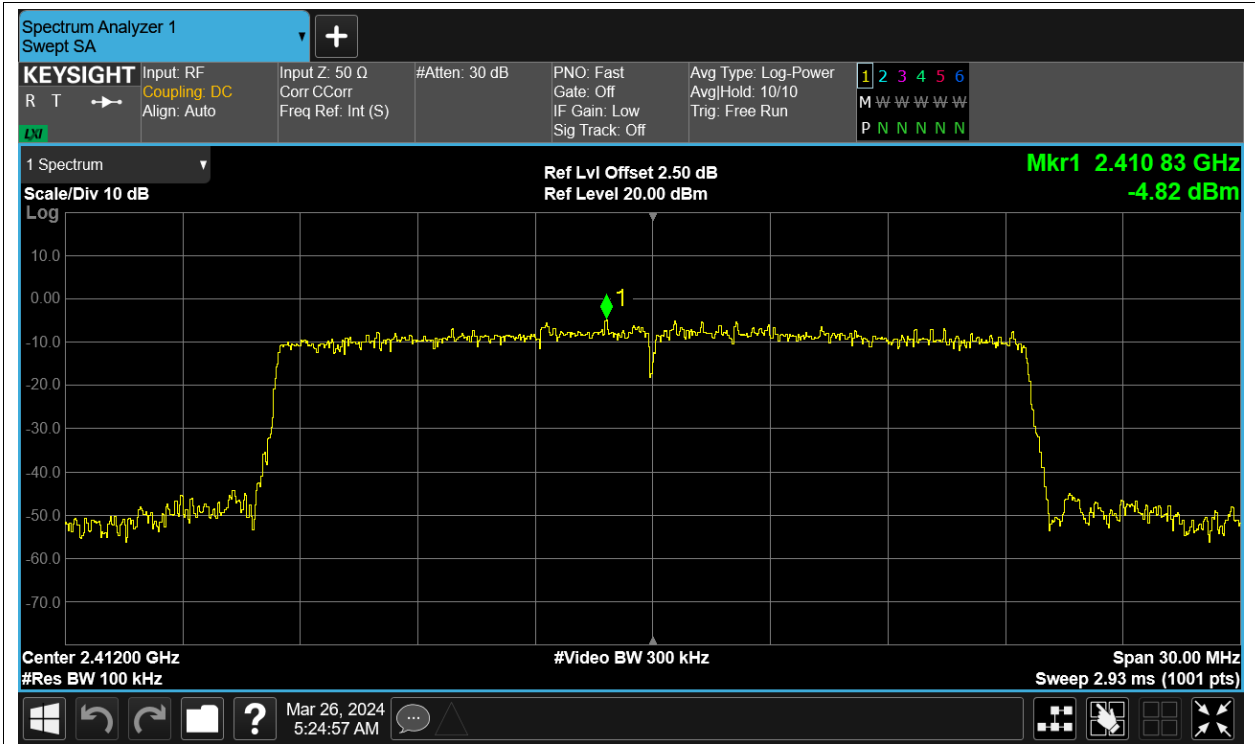 Spectrum Analyzer 1
Swept SA
+
KEYSIGHT
R T
LXI
Input: RF
Coupling: DC
Align: Auto
Input Z: 50 Ω
Corr CCorr
Freq Ref: Int (S)
#Atten: 30 dB
PNO: Fast
Gate: Off
IF Gain: Low
Sig Track: Off
Avg Type: Log-Power
Avg|Hold: 10/10
Trig: Free Run
1 2 3 4 5 6
M W W W W W
P N N N N N
1 Spectrum
Scale/Div 10 dB
Log
Ref Lvl Offset 2.50 dB
Ref Level 20.00 dBm
Mkr1 2.410 83 GHz
-4.82 dBm
10.0
0.00
-10.0
-20.0
-30.0
-40.0
-50.0
-60.0
-70.0
1
Center 2.41200 GHz
#Res BW 100 kHz
#Video BW 300 kHz
Span 30.00 MHz
Sweep 2.93 ms (1001 pts)
?
Mar 26, 2024
5:24:57 AM